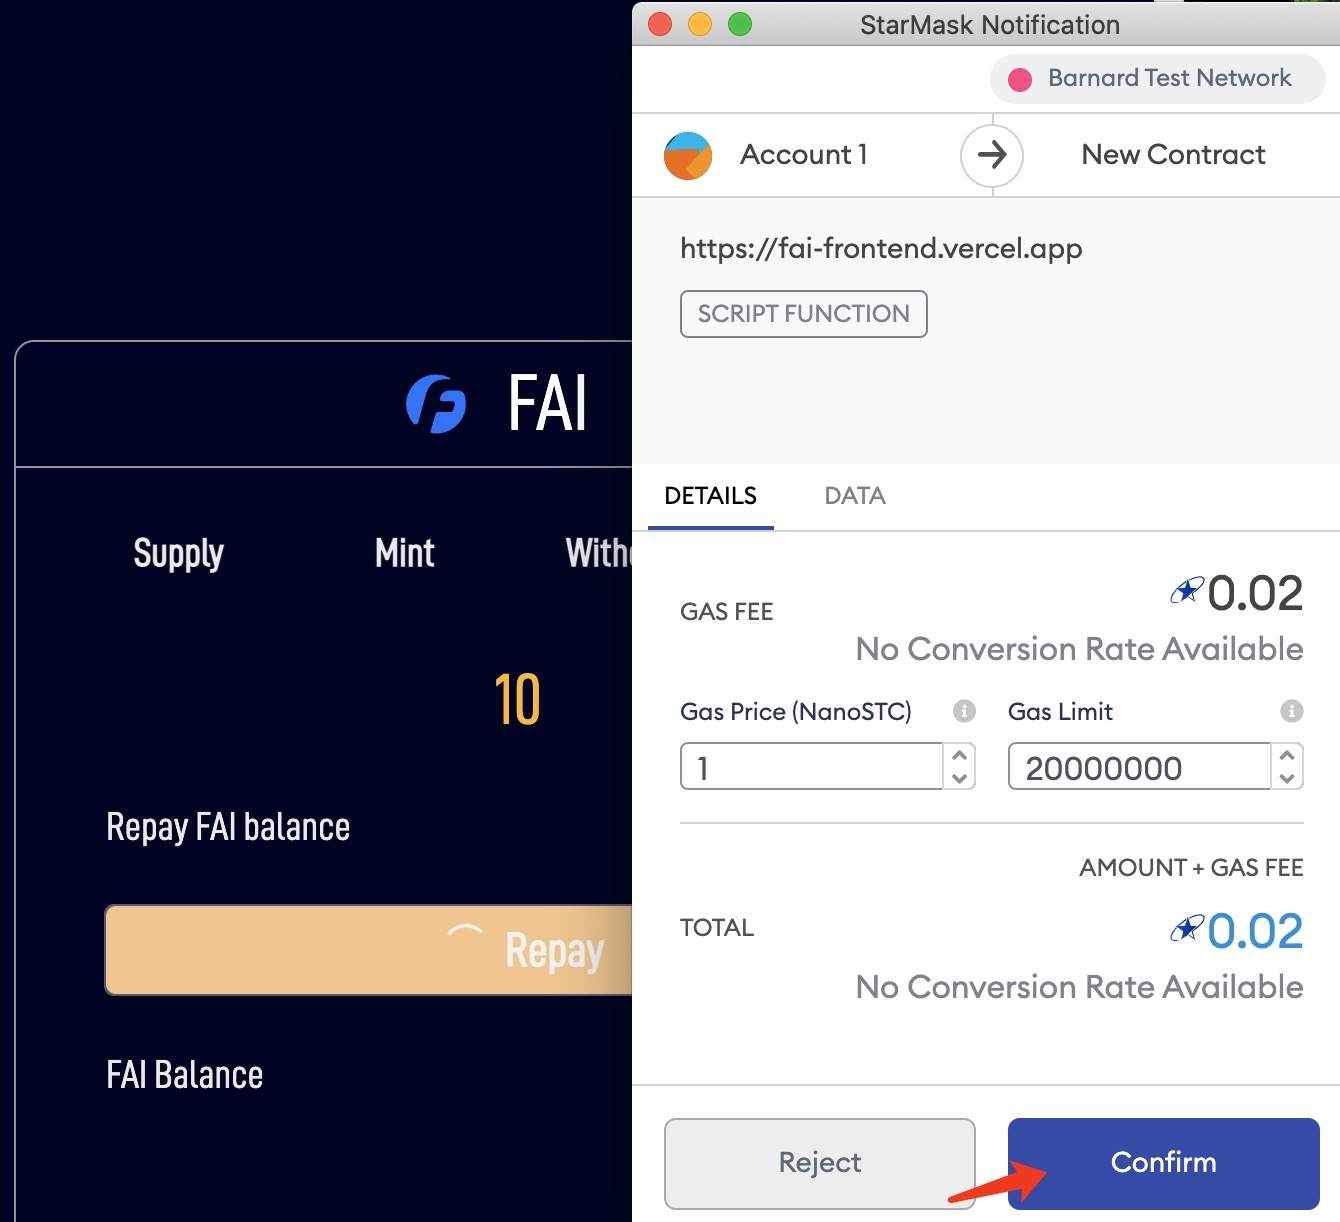 StarMask Notification
Barnard Test Network
Account 1
New Contract
https://fai-frontend.vercel.app
SCRIPT FUNCTION
FAI
DETAILS
DATA
Supply
Mint
0.02
GAS FEE
No Conversion Rate Available
10
Gas Price (NanoSTC)
Gas Limit
1
20000000
Repay FAI balance
AMOUNT + GAS FEE
TOTAL
0.02
Repay
No Conversion Rate Available
FAI Balance
Reject
Confirm